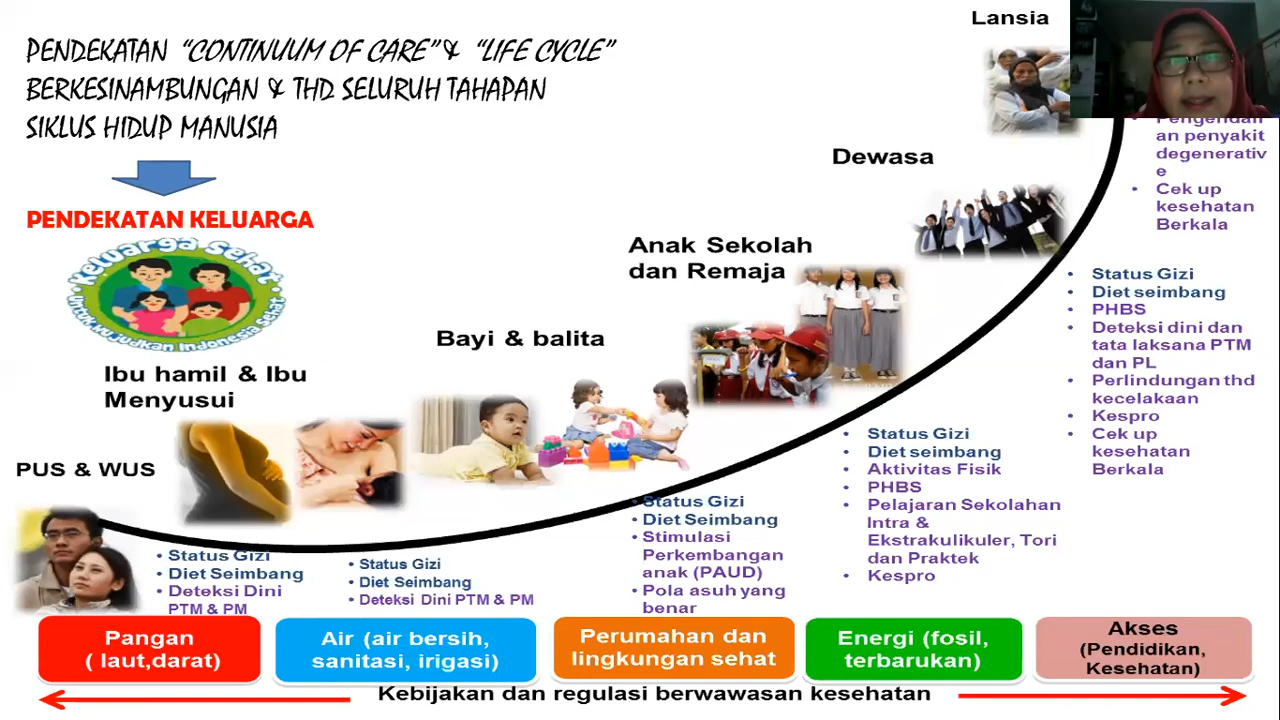 PENDEKATAN “CONTINUUM OF CARE”& “LIFE CYCLE”
BERKESINAMBUNGAN & THD SELURUH TAHAPAN
SIKLUS HIDUP MANUSIA
PENDEKATAN KELUARGA
Keluarga Sehat
Indonesia sehat
PUS & WUS
• Status Gizi
• Diet Seimbang
• Deteksi Dini
PTM & PM
Ibu hamil & Ibu
Menyusui
• Status Gizi
• Diet Seimbang
• Deteksi Dini PTM & PM
Bayi & balita
• Status Gizi
• Diet Seimbang
• Stimulasi
Perkembangan
anak (PAUD)
• Pola asuh yang
benar
Anak Sekolah
dan Remaja
• Status Gizi
• Diet seimbang
• Aktivitas Fisik
• PHBS
• Pelajaran Sekolahan
Intra &
Ekstrakulikuler, Tori
dan Praktek
• Kespro
Dewasa
• Status Gizi
• Diet seimbang
• PHBS
• Deteksi dini dan
tata laksana PTM
dan PL
• Perlindungan thd
kecelakaan
• Kespro
• Cek up
kesehatan
Berkala
Lansia
• Pengendali
an penyakit
degenerativ
e
• Cek up
kesehatan
Berkala
Pangan
( laut,darat)
Air (air bersih,
sanitasi, irigasi)
Perumahan dan
lingkungan sehat
Energi (fosil,
terbarukan)
Akses
(Pendidikan,
Kesehatan)
Kebijakan dan regulasi berwawasan kesehatan